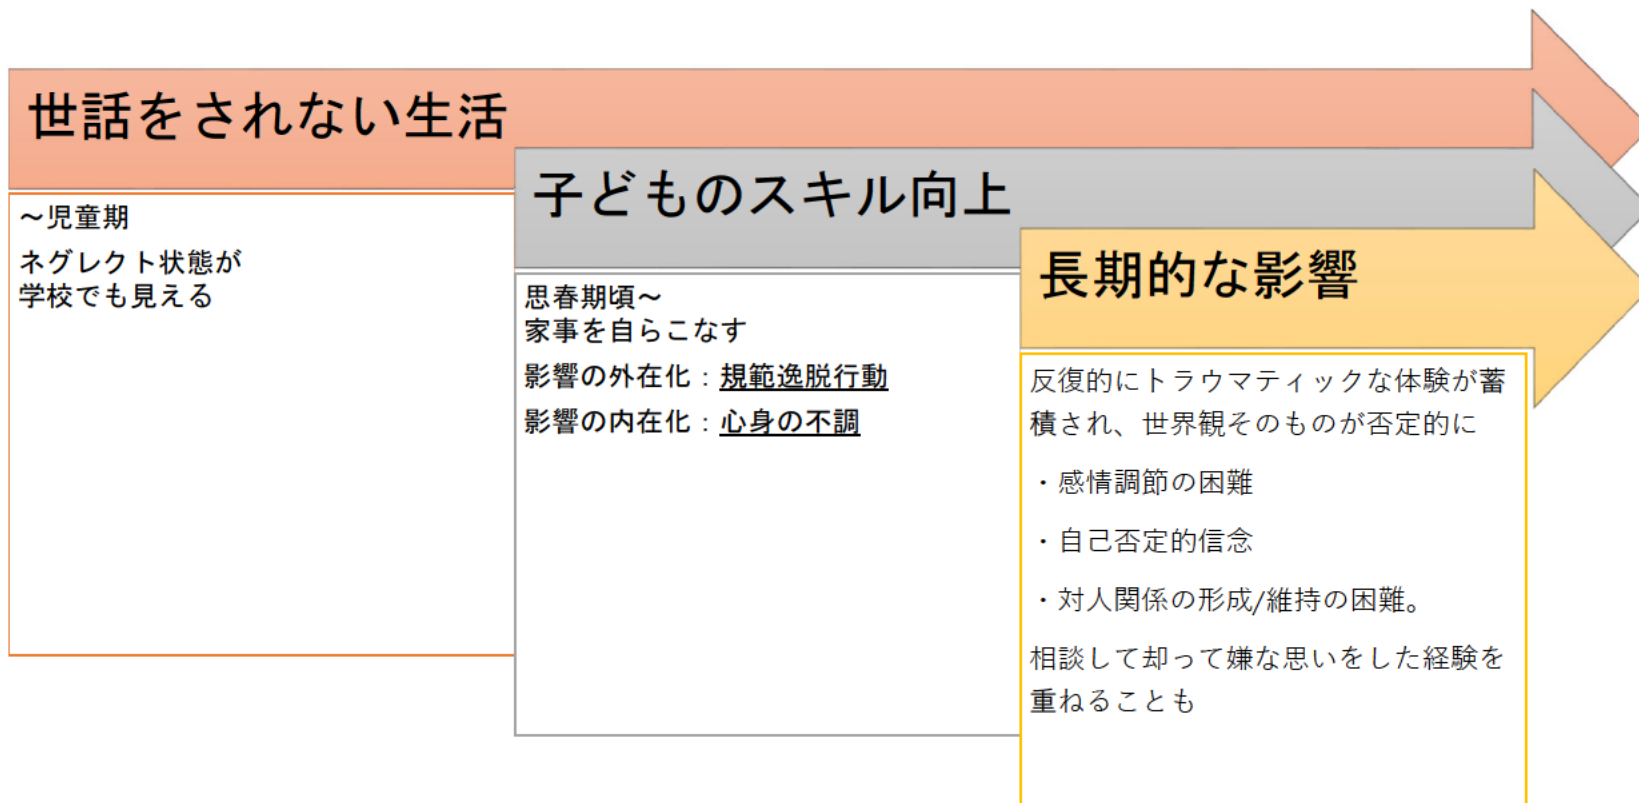 世話をされない生活
～児童期
ネグレクト状態が
学校でも見える
子どものスキル向上
思春期頃～
家事を自らこなす
影響の外在化：規範逸脱行動
影響の内在化：心身の不調
長期的な影響
反復的にトラウマティックな体験が蓄
積され、世界観そのものが否定的に
・感情調節の困難
・自己否定的信念
・対人関係の形成/維持の困難。
相談して却って嫌な思いをした経験を
重ねることも